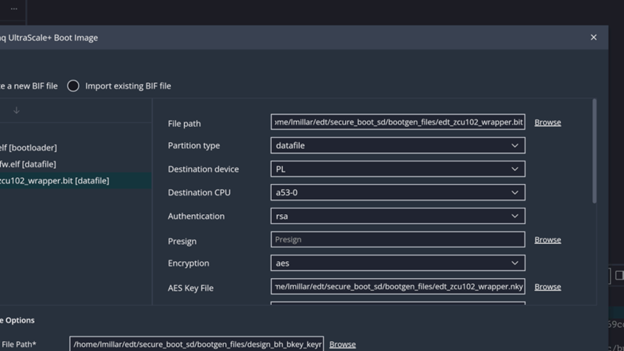 ...
nq UltraScale+ Boot Image
e a new BIF file
Import existing BIF file
elf [bootloader]
fw.elf [datafile]
zcu102_wrapper.bit [datafile]
File path
ome/lmillar/edt/secure_boot_sd/bootgen_files/edt_zcu102_wrapper.bit
Browse
Partition type
datafile
Destination device
PL
Destination CPU
a53-0
Authentication
rsa
Presign
Presign
Browse
Encryption
aes
AES Key File
me/lmillar/edt/secure_boot_sd/bootgen_files/edt_zcu102_wrapper.nky
Browse
e Options
File Path*
/home/lmillar/edt/secure_boot_sd/bootgen_files/design_bh_bkey_keyr
Browse